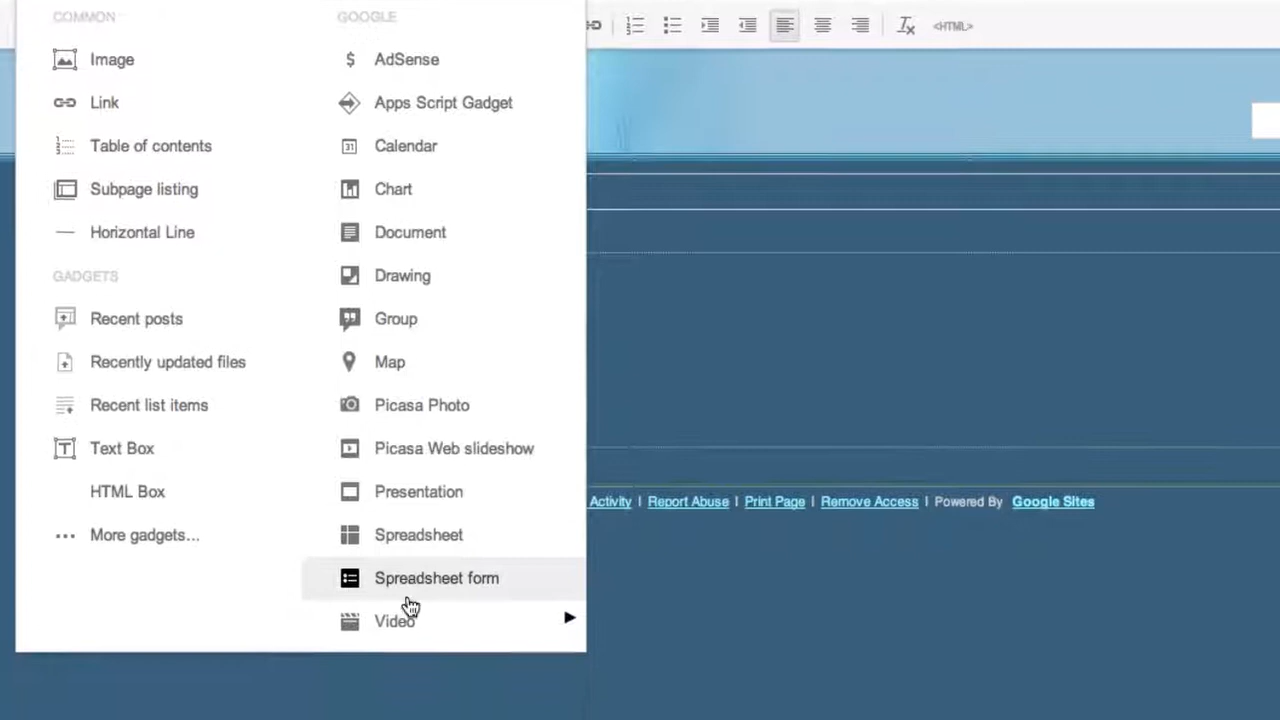 COMMON
Image
Link
Table of contents
Subpage listing
Horizontal Line
GADGETS
Recent posts
Recently updated files
Recent list items
Text Box
HTML Box
More gadgets...
GOOGLE
AdSense
Apps Script Gadget
31 Calendar
Chart
Document
Drawing
Group
Map
Picasa Photo
Picasa Web slideshow
Presentation
Spreadsheet
Spreadsheet form
Video
<HTML>
Activity | Report Abuse | Print Page | Remove Access | Powered By Google Sites